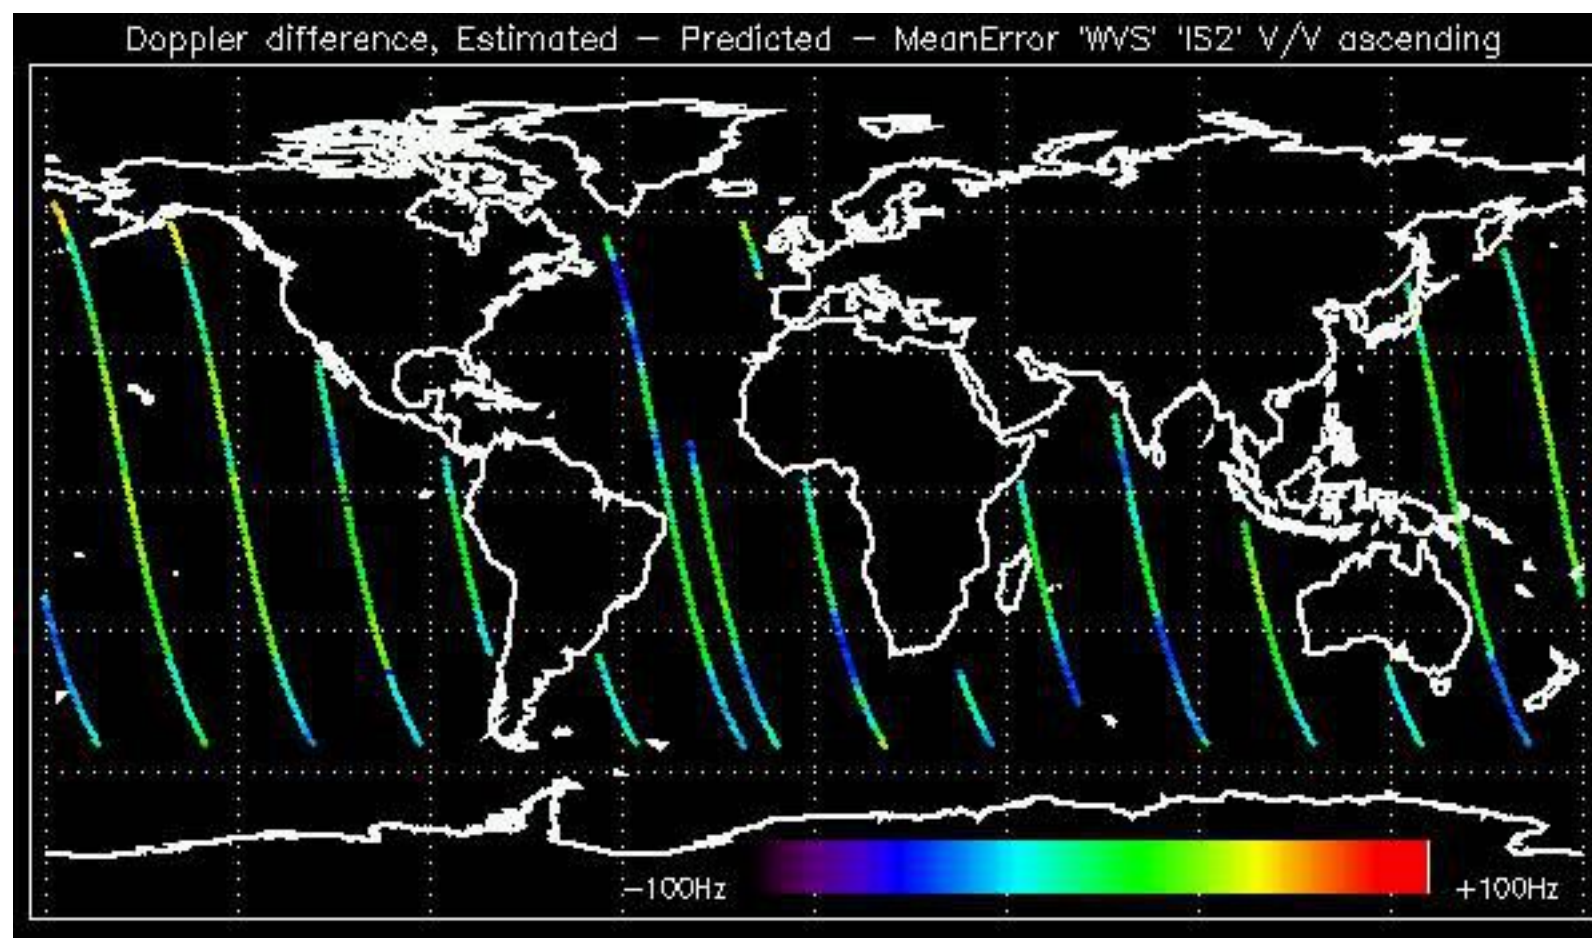 Doppler difference, Estimated − Predicted − MeanError 'WVS' 'IS2' V/V ascending
−100Hz +100Hz